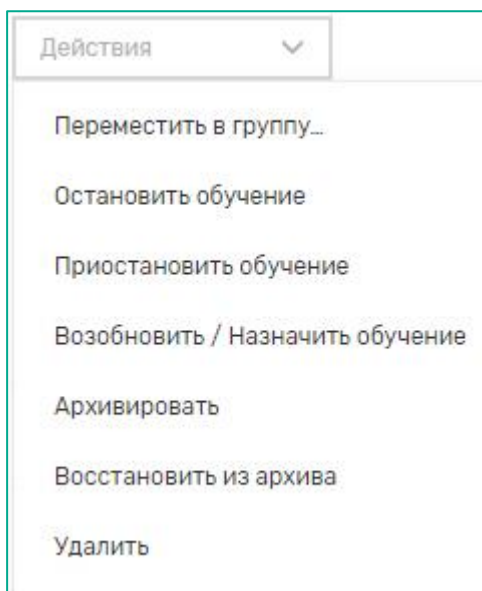 Действия
Переместить в группу...
Остановить обучение
Приостановить обучение
Возобновить / Назначить обучение
Архивировать
Восстановить из архива
Удалить